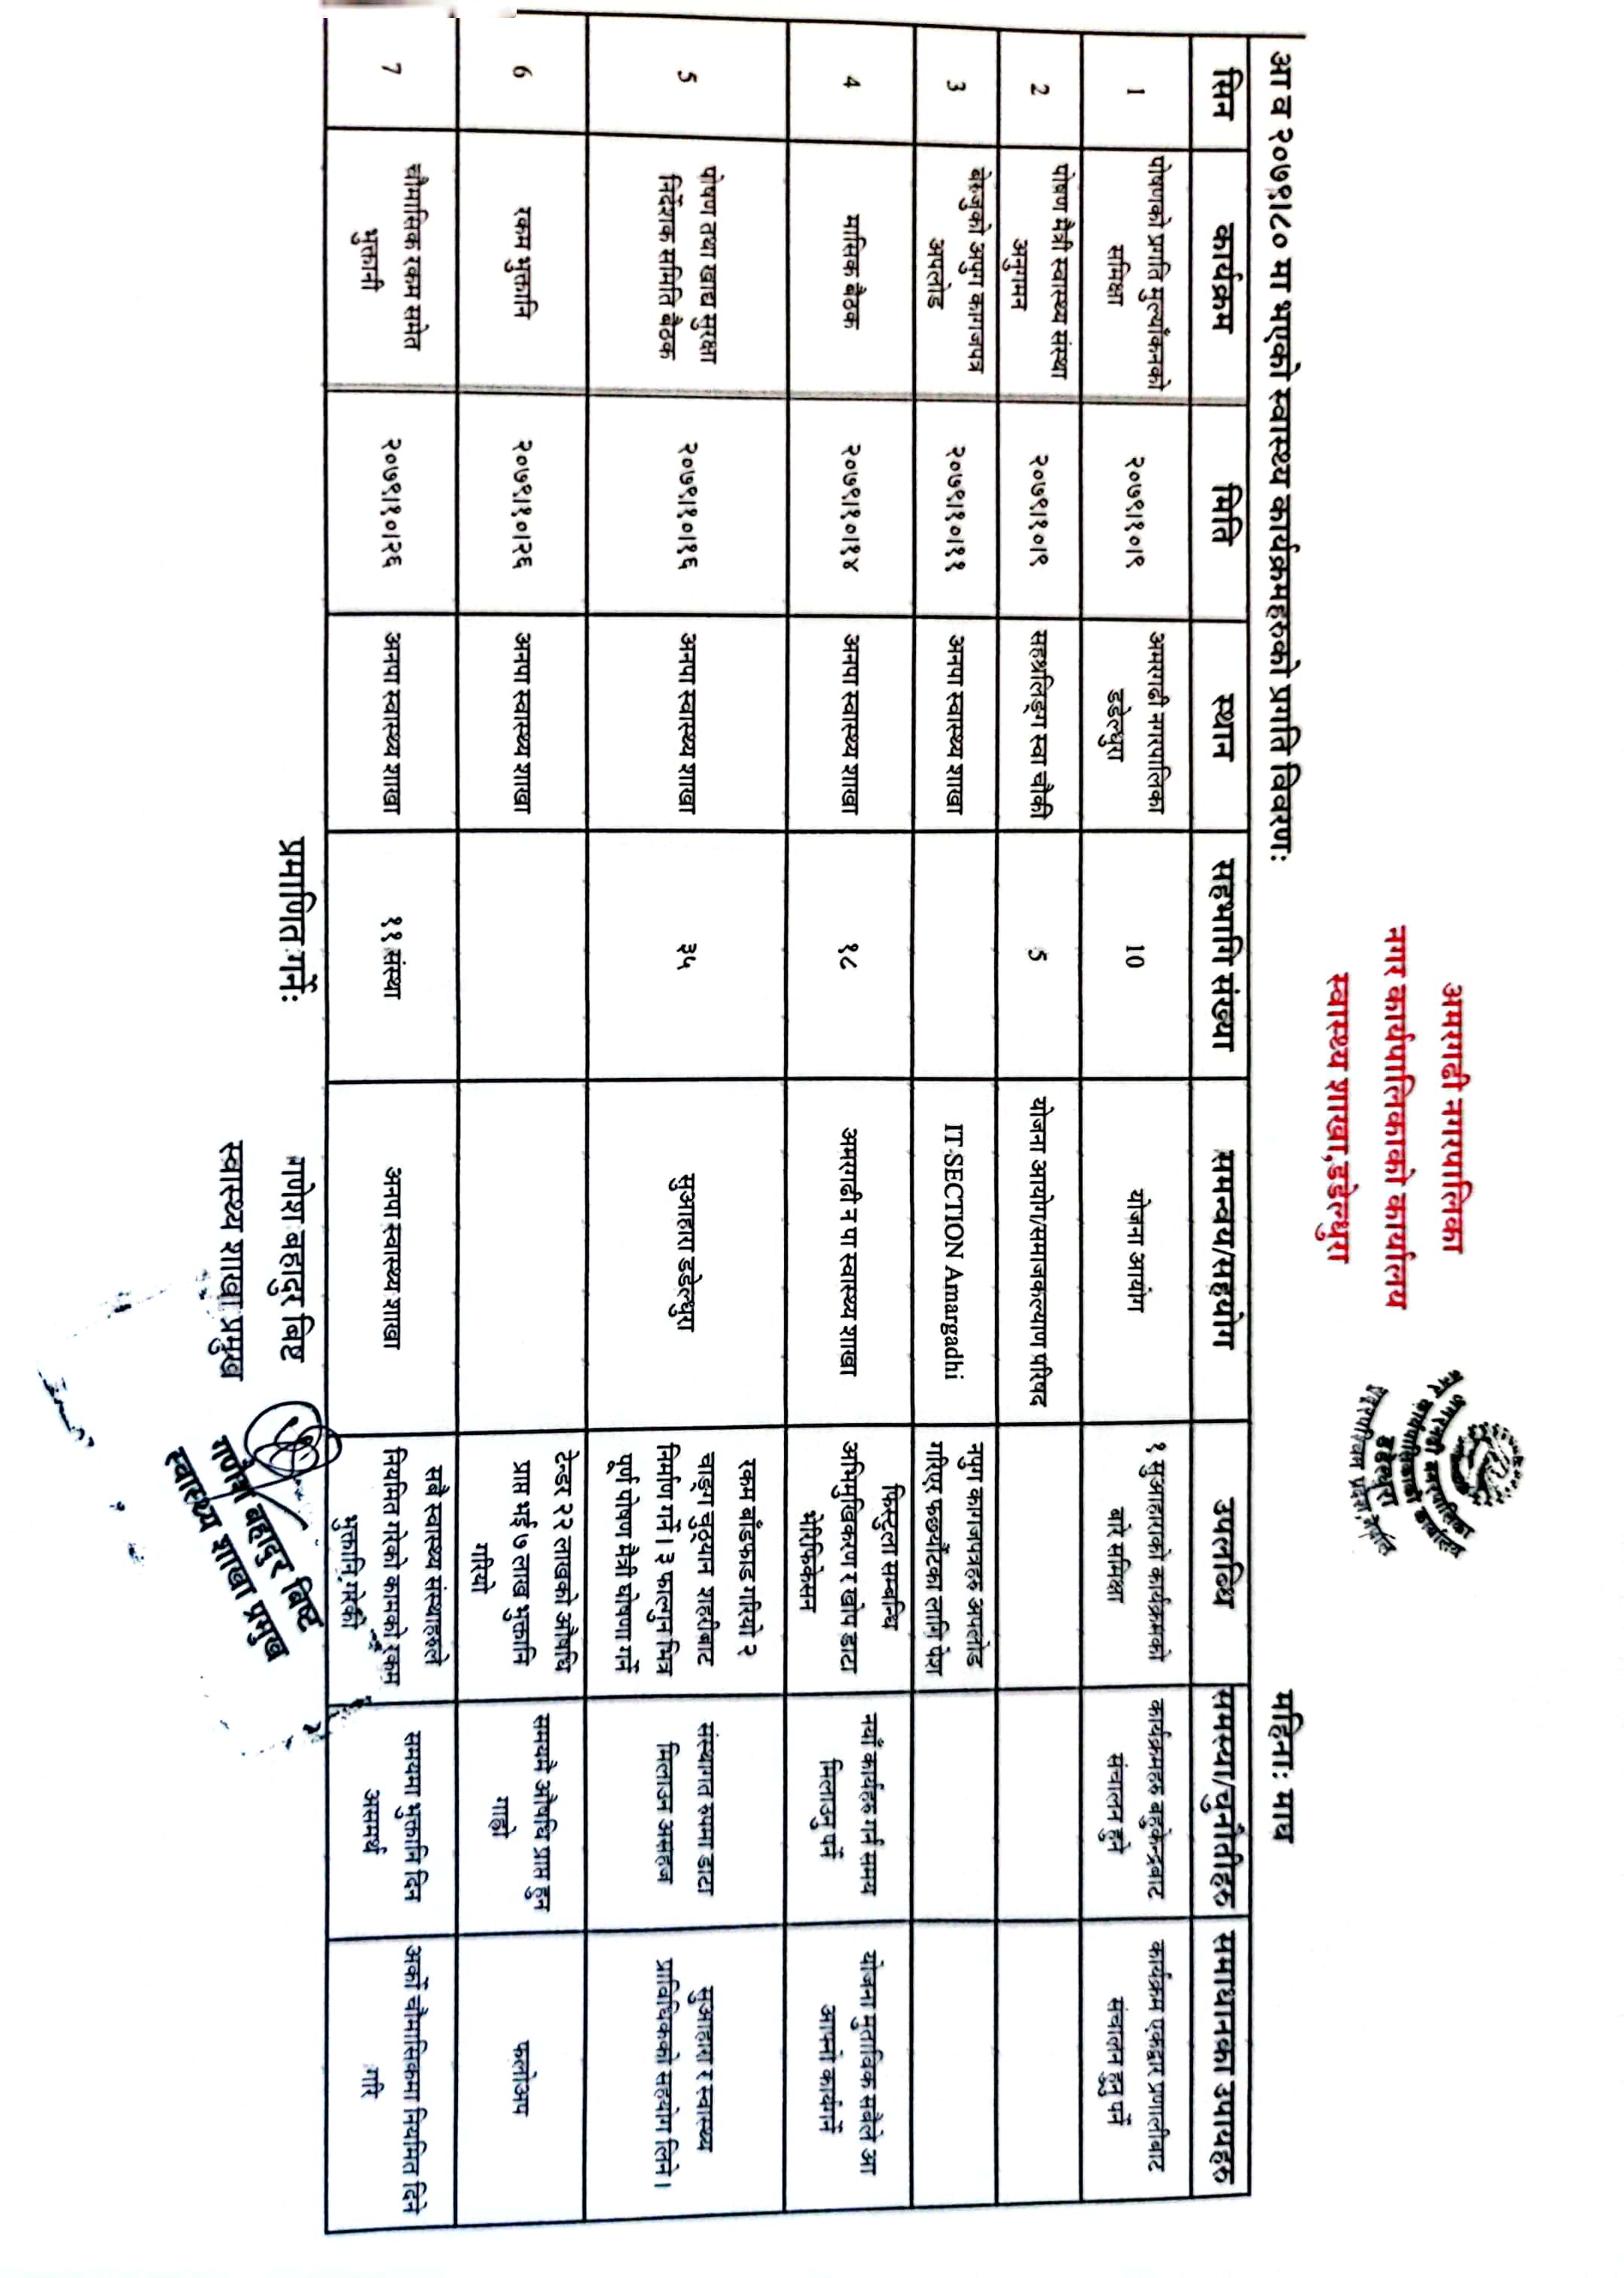 अमरगढी नगरपालिका
नगर कार्यपालिकाको कार्यालय
स्वास्थ्य शाखा,डडेल्धुरा
अमरगढी नगरपालिका
नगर कार्यपालिकाको कार्यालय
डडेल्धुरा
सुदूरपश्चिम प्रदेश,नेपाल
आ व २०७९।८० मा भएको स्वास्थ्य कार्यक्रमहरुको प्रगति विवरणः महिनाः माघ
सिन कार्यक्रम मिति स्थान सहभागि संख्या समन्वय/सहयोग उपलब्धि समस्या/चुनौतीहरु समाधानका उपायहरु
1 पोषणको प्रगति मुल्याँकनको २०७९।१०।९ अमरगढी नगरपालिका 10 योजना आयोग १ सुआहाराको कार्यक्रमको कार्यक्रमहरु बहुकेन्द्रबाट कार्यक्रम एकद्वार प्रणालीबाट
समिक्षा डडेल्धुरा बारे समिक्षा संचालन हुने संचालन हुनु पर्ने
2 पोषण मैत्री स्वास्थ्य संस्था २०७९।१०।९ सहश्रलिङ्ग स्वा चौकी 5 योजना आयोग/समाजकल्याण परिषद
अनुगमन
3 बेरुजुको अपुग कागजपत्र २०७९।१०।११ अनपा स्वास्थ्य शाखा IT-SECTION Amargadhi नपुग कागजपत्रहरु अपलोड
अपलोड गरिएर फर्छ्यौटका लागि पेश
4 मासिक बैठक २०७९।१०।१४ अनपा स्वास्थ्य शाखा १८ अमरगढी न पा स्वास्थ्य शाखा फिस्टुला सम्बन्धि नयाँ कार्यहरु गर्न समय योजना मुताविक सबैले आ
अभिमुखिकरण र खोप डाटा मिलाउनु पर्ने आफ्नो कार्यगर्ने
भेरिफिकेसन
5 पोषण तथा खाद्य सुरक्षा २०७९।१०।१६ अनपा स्वास्थ्य शाखा ३५ सुआहारा डडेल्धुरा रकम बाँडफाड गरियो २ संस्थागत रुपमा डाटा सुआहारा र स्वास्थ्य
निर्देशक समिति बैठक चाङ्ग चुठ्यान शहरीबाट मिलाउन असहज प्राविधिकको सहयोग लिने।
निर्माण गर्ने। ३ फाल्गुन भित्र
पूर्ण पोषण मैत्री घोषणा गर्ने
6 रकम भुक्तानि २०७९।१०।२६ अनपा स्वास्थ्य शाखा टेन्डर २२ लाखको औषधि समयमै औषधि प्राप्त हुन फलोअप
प्राप्त भई ७ लाख भुक्तानि गाह्रो
गरियो
7 चौमासिक रकम समेत २०७९।१०।२६ अनपा स्वास्थ्य शाखा ११ संस्था अनपा स्वास्थ्य शाखा सबै स्वास्थ्य संस्थाहरुले समयमा भुक्तानि दिन अर्को चौमासिकमा नियमित दिने
भुक्तानी नियमित गरेको कामको रकम असमर्थ गरि
भुक्तानि गरेको
प्रमाणित गर्नेः गणेश बहादुर बिष्ट
स्वास्थ्य शाखा प्रमुख
गणेश बहादुर बिष्ट
स्वास्थ्य शाखा प्रमुख